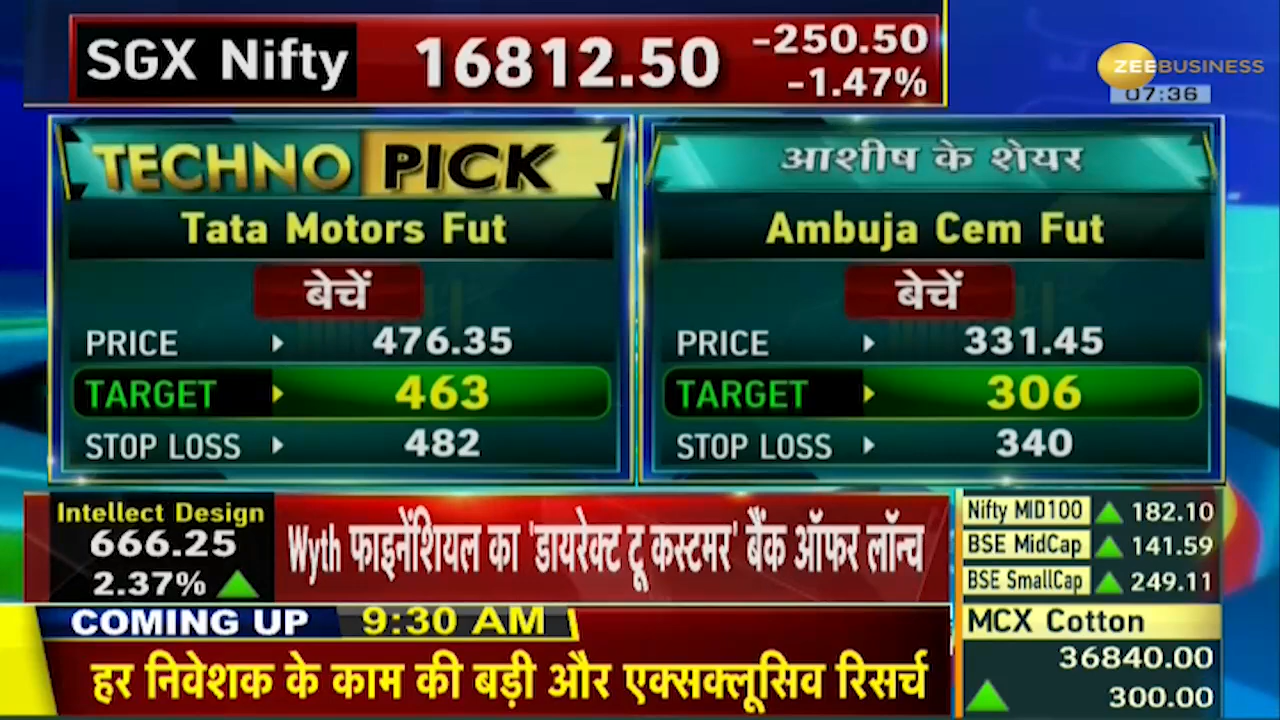 SGX Nifty 16812.50 -250.50
-1.47%
ZEEBUSINESS
07:36
TECHNO PICK
Tata Motors Fut
बेचें
PRICE 476.35
TARGET 463
STOP LOSS 482
आशीष के शेयर
Ambuja Cem Fut
बेचें
PRICE 331.45
TARGET 306
STOP LOSS 340
Intellect Design
666.25
2.37%
Wyth फाइनेंशियल का 'डायरेक्ट टू कस्टमर' बैंक ऑफर लॉन्च
Nifty MID100 182.10
BSE MidCap 141.59
BSE SmallCap 249.11
MCX Cotton
36840.00
300.00
COMING UP 9:30 AM
हर निवेशक के काम की बड़ी और एक्सक्लूसिव रिसर्च